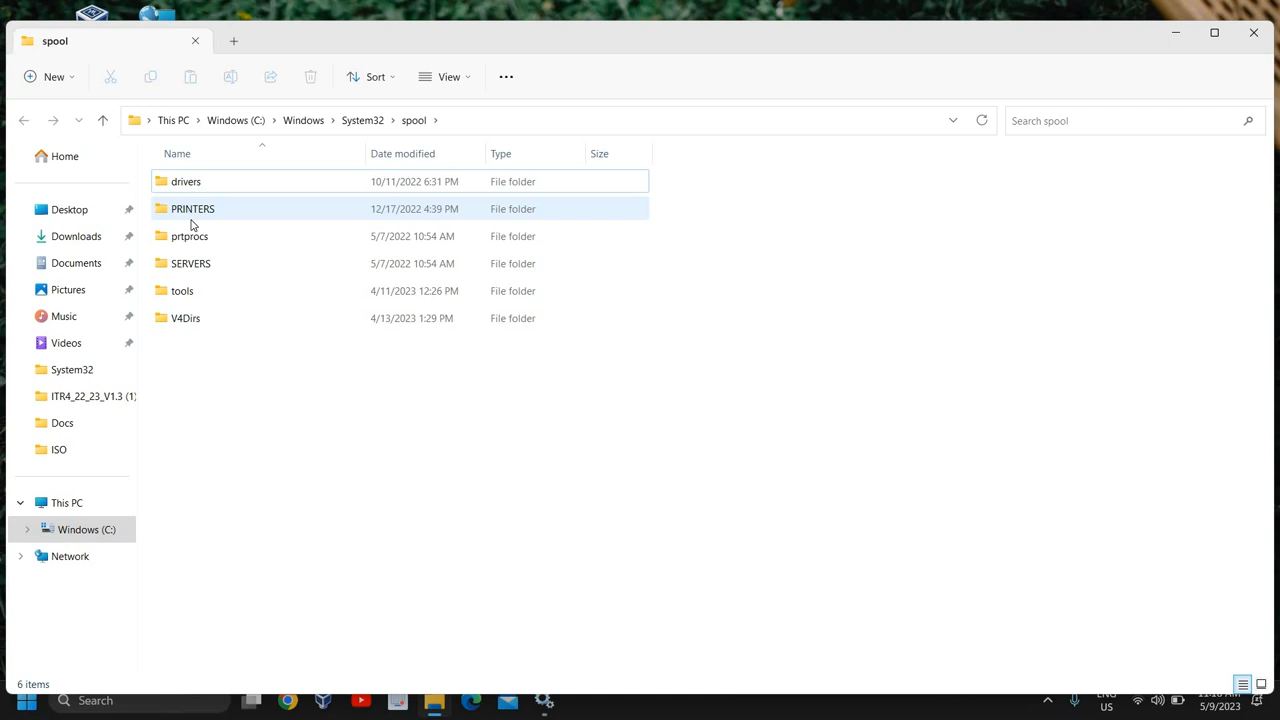 spool
New
Sort
View
This PC > Windows (C:) > Windows > System32 > spool >
Search spool
Name Date modified Type Size
Home
drivers 10/11/2022 6:31 PM File folder
PRINTERS 12/17/2022 4:39 PM File folder
prtprocs 5/7/2022 10:54 AM File folder
SERVERS 5/7/2022 10:54 AM File folder
tools 4/11/2023 12:26 PM File folder
V4Dirs 4/13/2023 1:29 PM File folder
Desktop
Downloads
Documents
Pictures
Music
Videos
System32
ITR4_22_23_V1.3 (1)
Docs
ISO
This PC
Windows (C:)
Network
6 items
Search
ENG
US
5/9/2023